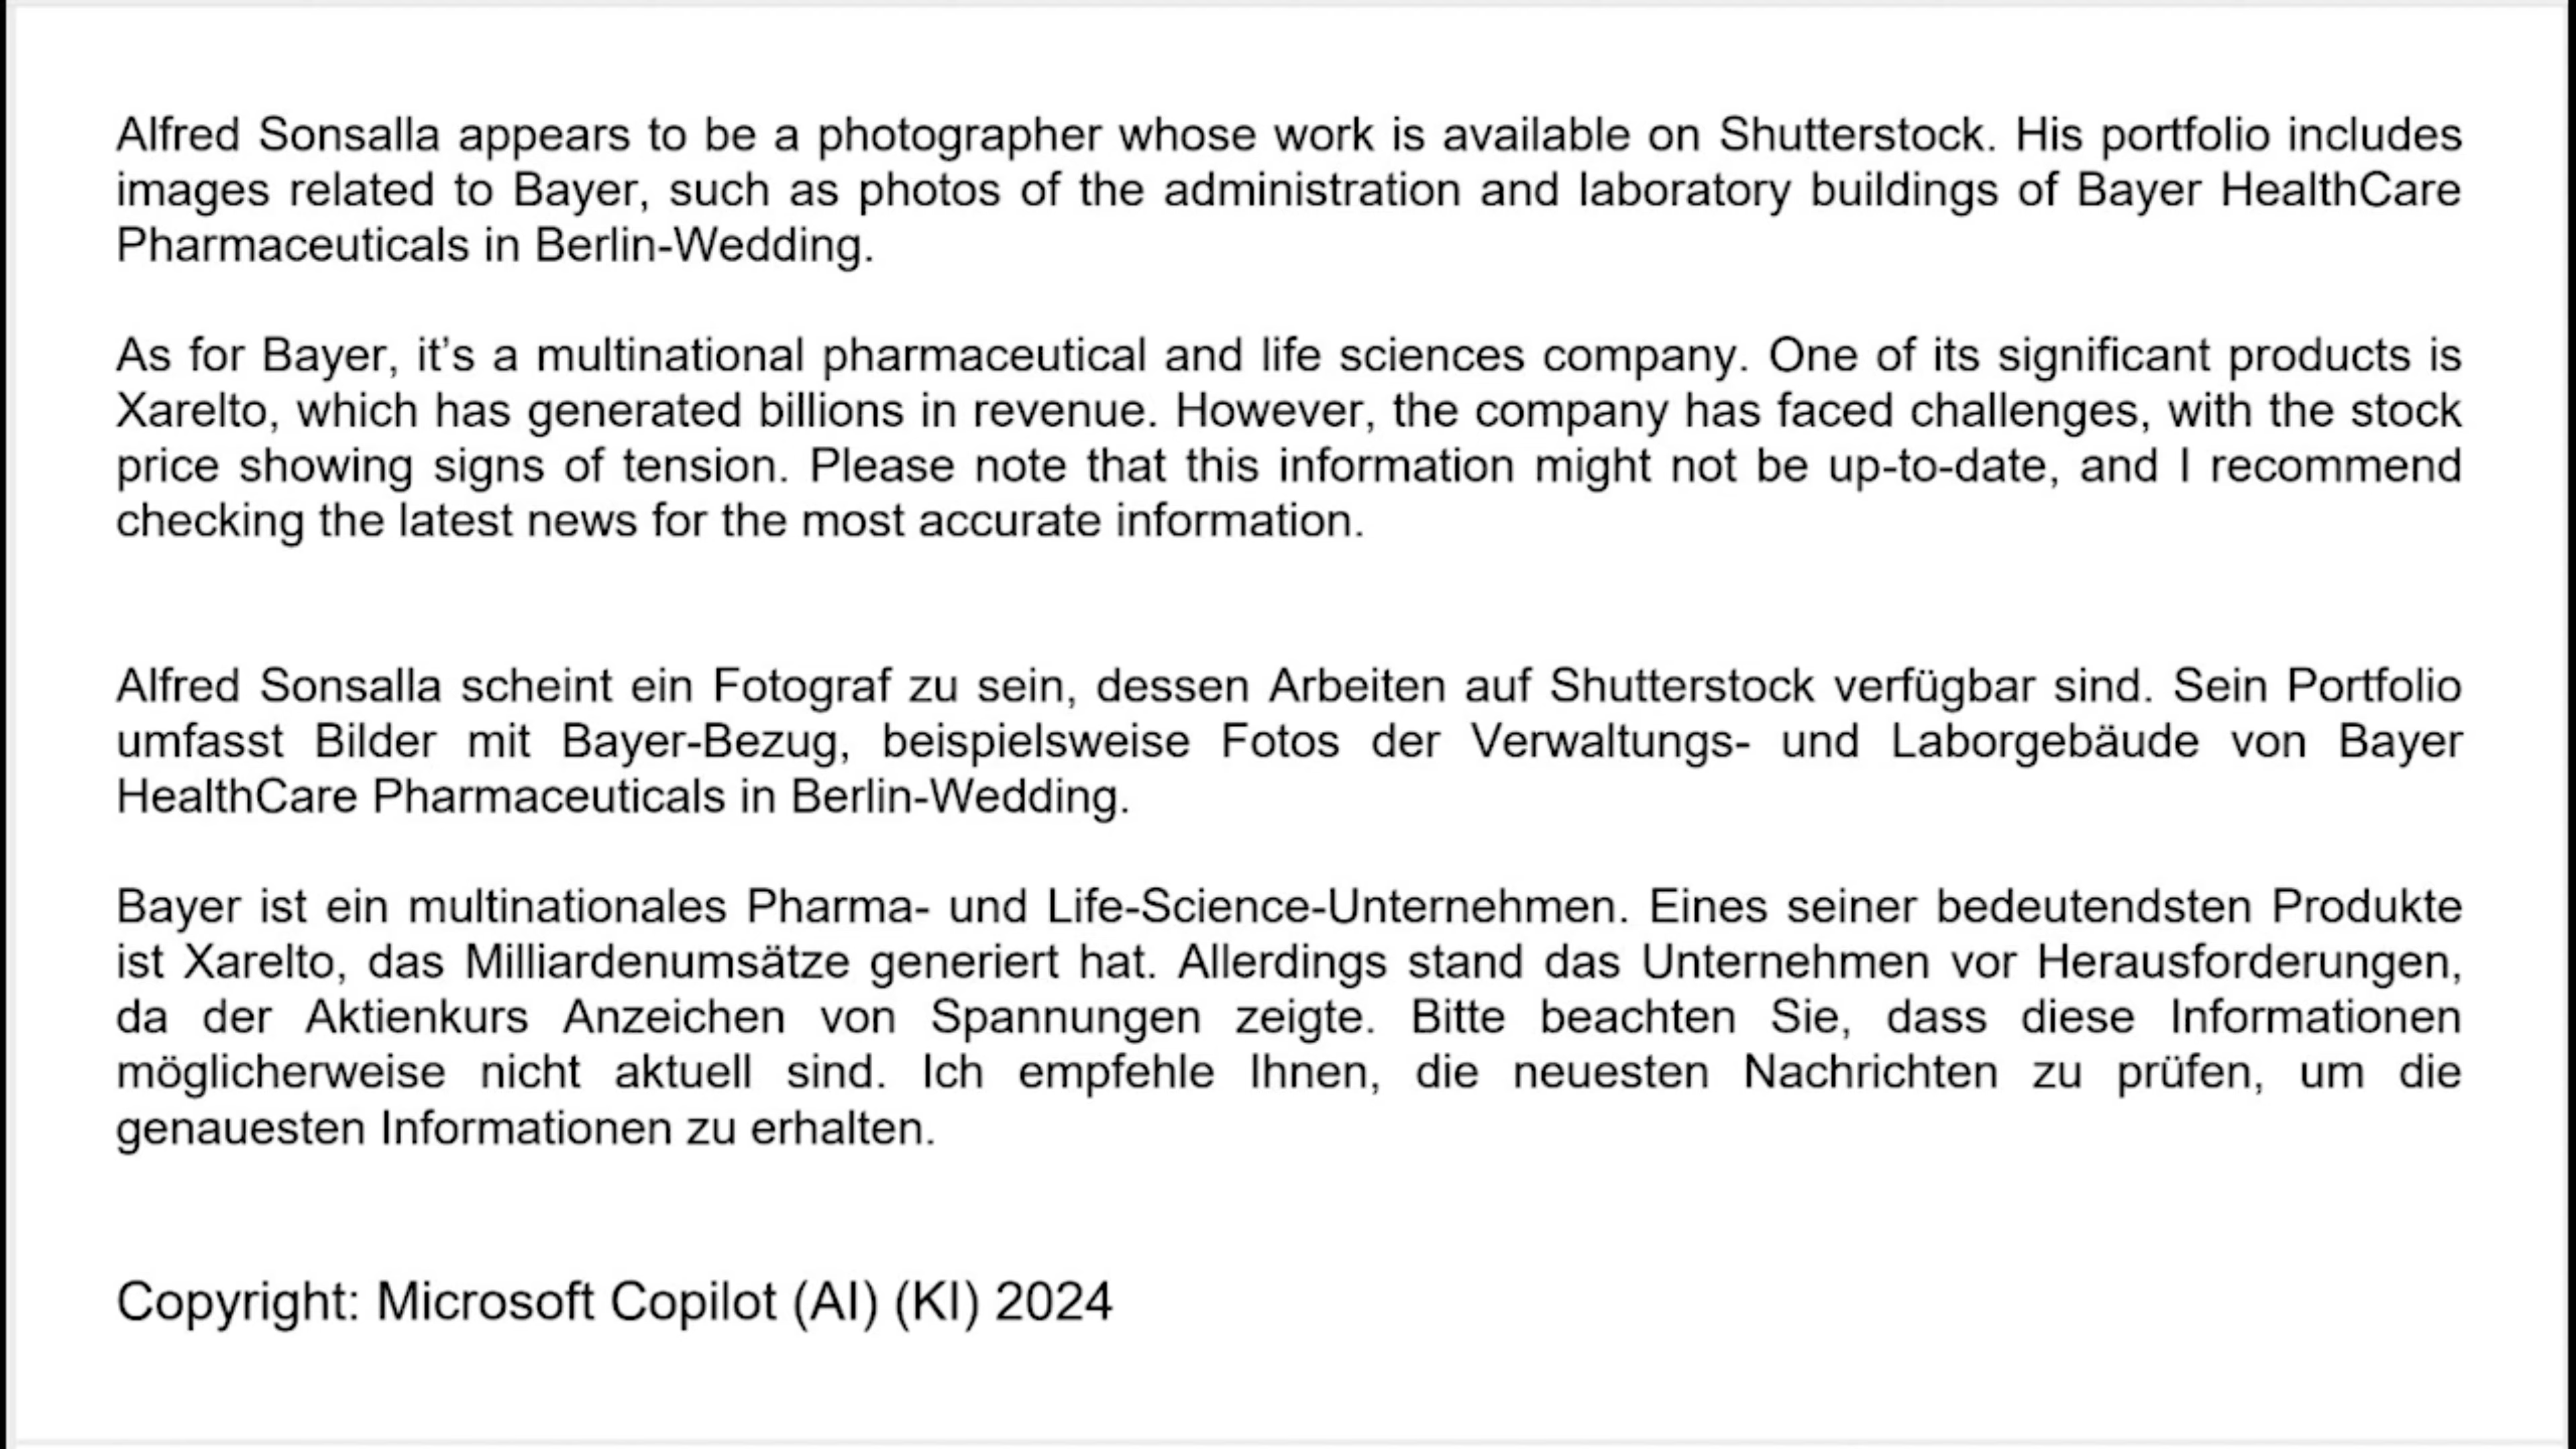 Alfred Sonsalla appears to be a photographer whose work is available on Shutterstock. His portfolio includes
images related to Bayer, such as photos of the administration and laboratory buildings of Bayer HealthCare
Pharmaceuticals in Berlin-Wedding.
As for Bayer, it’s a multinational pharmaceutical and life sciences company. One of its significant products is
Xarelto, which has generated billions in revenue. However, the company has faced challenges, with the stock
price showing signs of tension. Please note that this information might not be up-to-date, and I recommend
checking the latest news for the most accurate information.
Alfred Sonsalla scheint ein Fotograf zu sein, dessen Arbeiten auf Shutterstock verfügbar sind. Sein Portfolio
umfasst Bilder mit Bayer-Bezug, beispielsweise Fotos der Verwaltungs- und Laborgebäude von Bayer
HealthCare Pharmaceuticals in Berlin-Wedding.
Bayer ist ein multinationales Pharma- und Life-Science-Unternehmen. Eines seiner bedeutendsten Produkte
ist Xarelto, das Milliardenumsätze generiert hat. Allerdings stand das Unternehmen vor Herausforderungen,
da der Aktienkurs Anzeichen von Spannungen zeigte. Bitte beachten Sie, dass diese Informationen
möglicherweise nicht aktuell sind. Ich empfehle Ihnen, die neuesten Nachrichten zu prüfen, um die
genauesten Informationen zu erhalten.
Copyright: Microsoft Copilot (AI) (KI) 2024